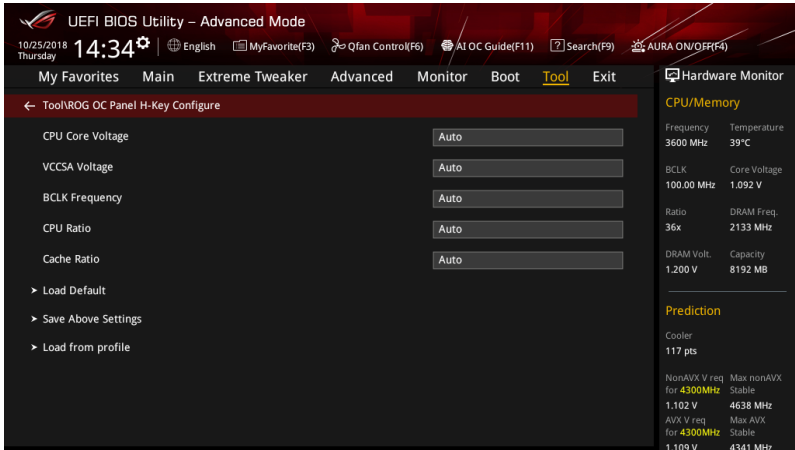 UEFI BIOS Utility – Advanced Mode
10/25/2018 Thursday 14:34 English MyFavorite(F3) Qfan Control(F6) AI OC Guide(F11) Search(F9) AURA ON/OFF(F4)
My Favorites Main Extreme Tweaker Advanced Monitor Boot Tool Exit Hardware Monitor
← Tool\ROG OC Panel H-Key Configure
CPU Core Voltage Auto
VCCSA Voltage Auto
BCLK Frequency Auto
CPU Ratio Auto
Cache Ratio Auto
> Load Default
> Save Above Settings
> Load from profile
CPU/Memory
Frequency Temperature
3600 MHz 39°C
BCLK Core Voltage
100.00 MHz 1.092 V
Ratio DRAM Freq.
36x 2133 MHz
DRAM Volt. Capacity
1.200 V 8192 MB
Prediction
Cooler
117 pts
NonAVX V req Max nonAVX
for 4300MHz Stable
1.102 V 4638 MHz
AVX V req Max AVX
for 4300MHz Stable
1.109 V 4341 MHz